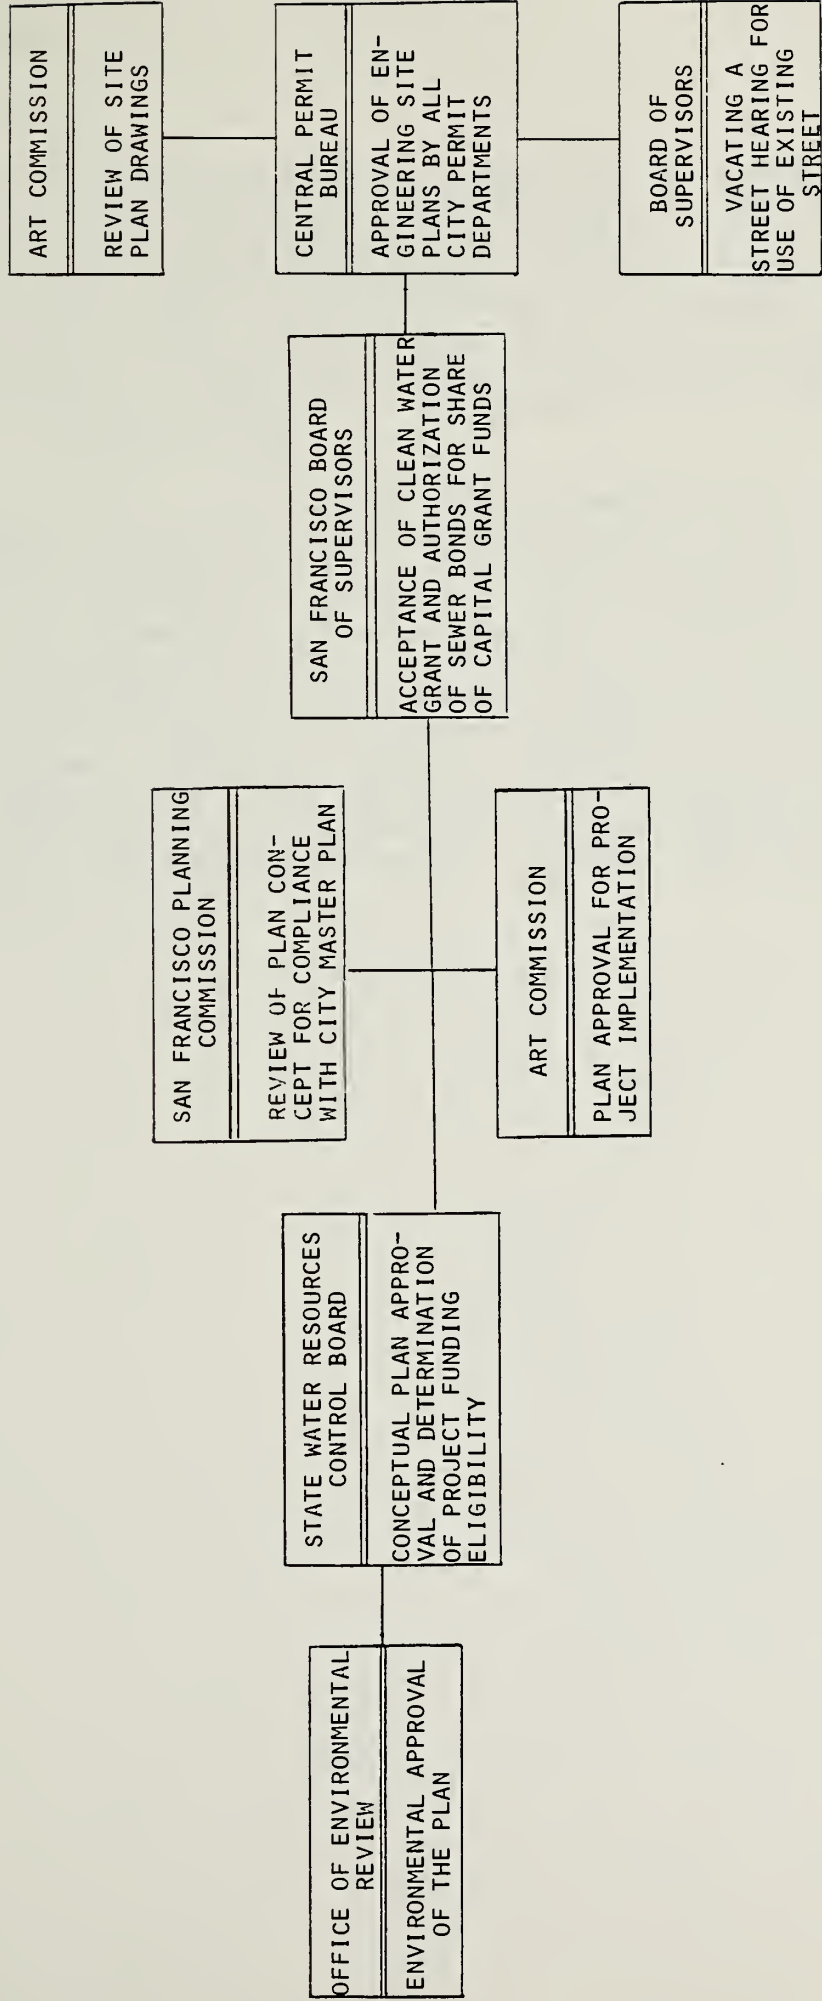 OFFICE OF ENVIRONMENTAL
REVIEW
ENVIRONMENTAL APPROVAL
OF THE PLAN
STATE WATER RESOURCES
CONTROL BOARD
CONCEPTUAL PLAN APPRO-
VAL AND DETERMINATION
OF PROJECT FUNDING
ELIGIBILITY
SAN FRANCISCO PLANNING
COMMISSION
REVIEW OF PLAN CON-
CEPT FOR COMPLIANCE
WITH CITY MASTER PLAN
ART COMMISSION
PLAN APPROVAL FOR PRO-
JECT IMPLEMENTATION
SAN FRANCISCO BOARD
OF SUPERVISORS
ACCEPTANCE OF CLEAN WATER
GRANT AND AUTHORIZATION
OF SEWER BONDS FOR SHARE
OF CAPITAL GRANT FUNDS
ART COMMISSION
REVIEW OF SITE
PLAN DRAWINGS
CENTRAL PERMIT
BUREAU
APPROVAL OF EN-
GINEERING SITE
PLANS BY ALL
CITY PERMIT
DEPARTMENTS
BOARD OF
SUPERVISORS
VACATING A
STREET HEARING FOR
USE OF EXISTING
STREET